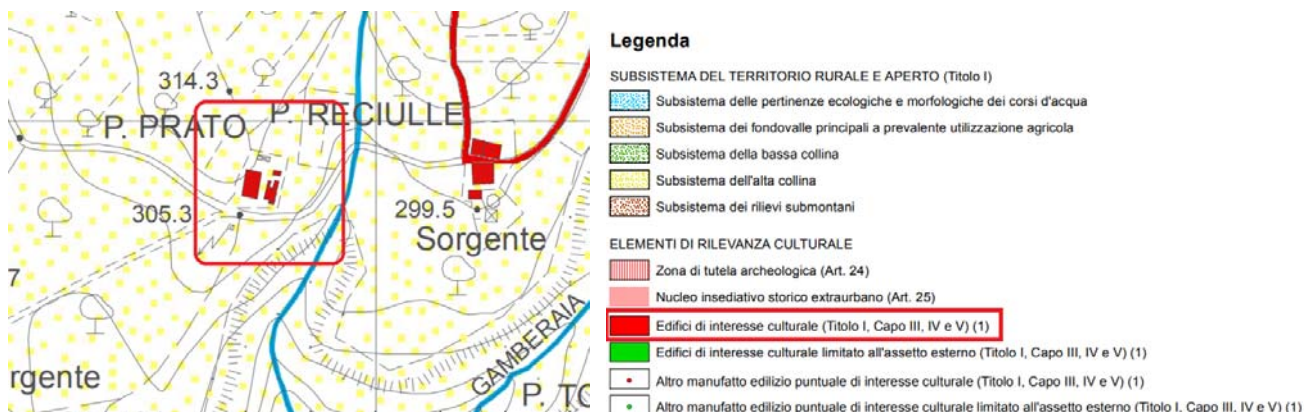 314.3
P. PRATO
P. RECIULLE
305.3
299.5
Sorgente
7
rgente
GAMBERAIA
P. TO
Legenda
SUBSISTEMA DEL TERRITORIO RURALE E APERTO (Titolo I)
Subsistema delle pertinenze ecologiche e morfologiche dei corsi d'acqua
Subsistema dei fondovalle principali a prevalente utilizzazione agricola
Subsistema della bassa collina
Subsistema dell'alta collina
Subsistema dei rilievi submontani
ELEMENTI DI RILEVANZA CULTURALE
Zona di tutela archeologica (Art. 24)
Nucleo insediativo storico extraurbano (Art. 25)
Edifici di interesse culturale (Titolo I, Capo III, IV e V) (1)
Edifici di interesse culturale limitato all'assetto esterno (Titolo I, Capo III, IV e V) (1)
Altro manufatto edilizio puntuale di interesse culturale (Titolo I, Capo III, IV e V) (1)
Altro manufatto edilizio puntuale di interesse culturale limitato all'assetto esterno (Titolo I, Capo III, IV e V) (1)